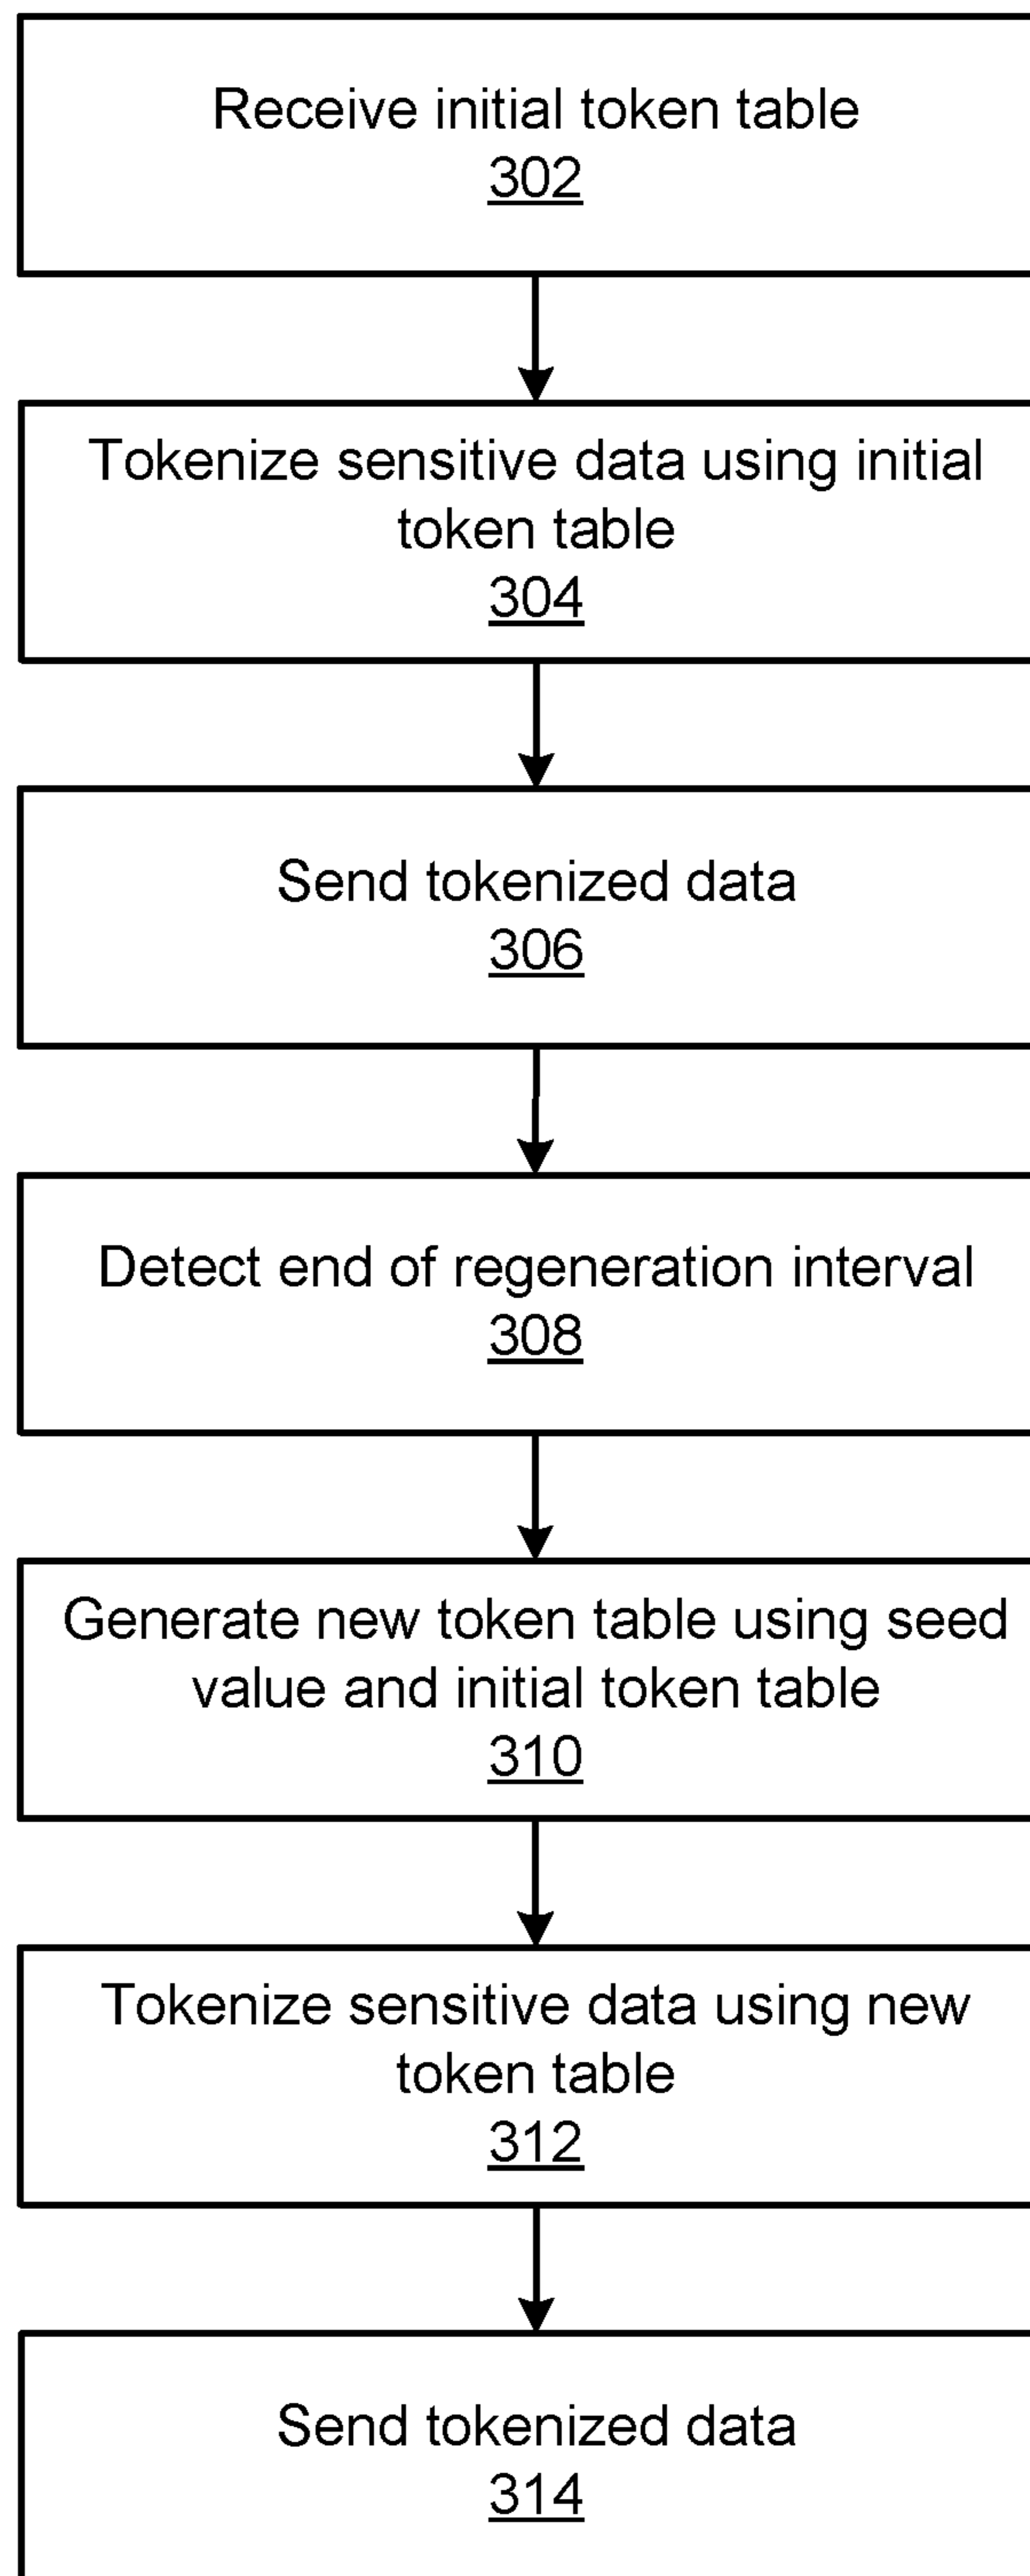 Receive initial token table
302
Tokenize sensitive data using initial
token table
304
Send tokenized data
306
Detect end of regeneration interval
308
Generate new token table using seed
value and initial token table
310
Tokenize sensitive data using new
token table
312
Send tokenized data
314